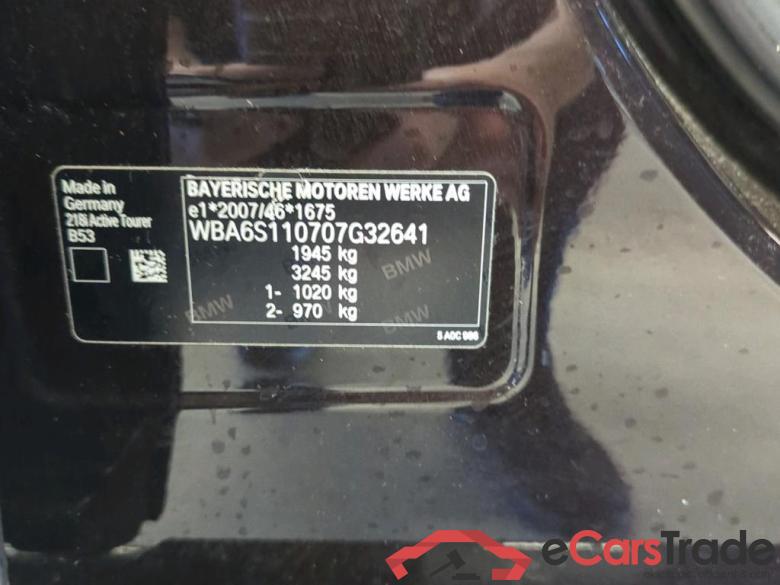 Made in
Germany
218i Active Tourer
B53
BAYERISCHE MOTOREN WERKE AG
e1*2007/46*1675
WBA6S110707G32641
1945 kg
3245 kg
1- 1020 kg
2- 970 kg
BMW
BMW
BMW
eCarsTrade